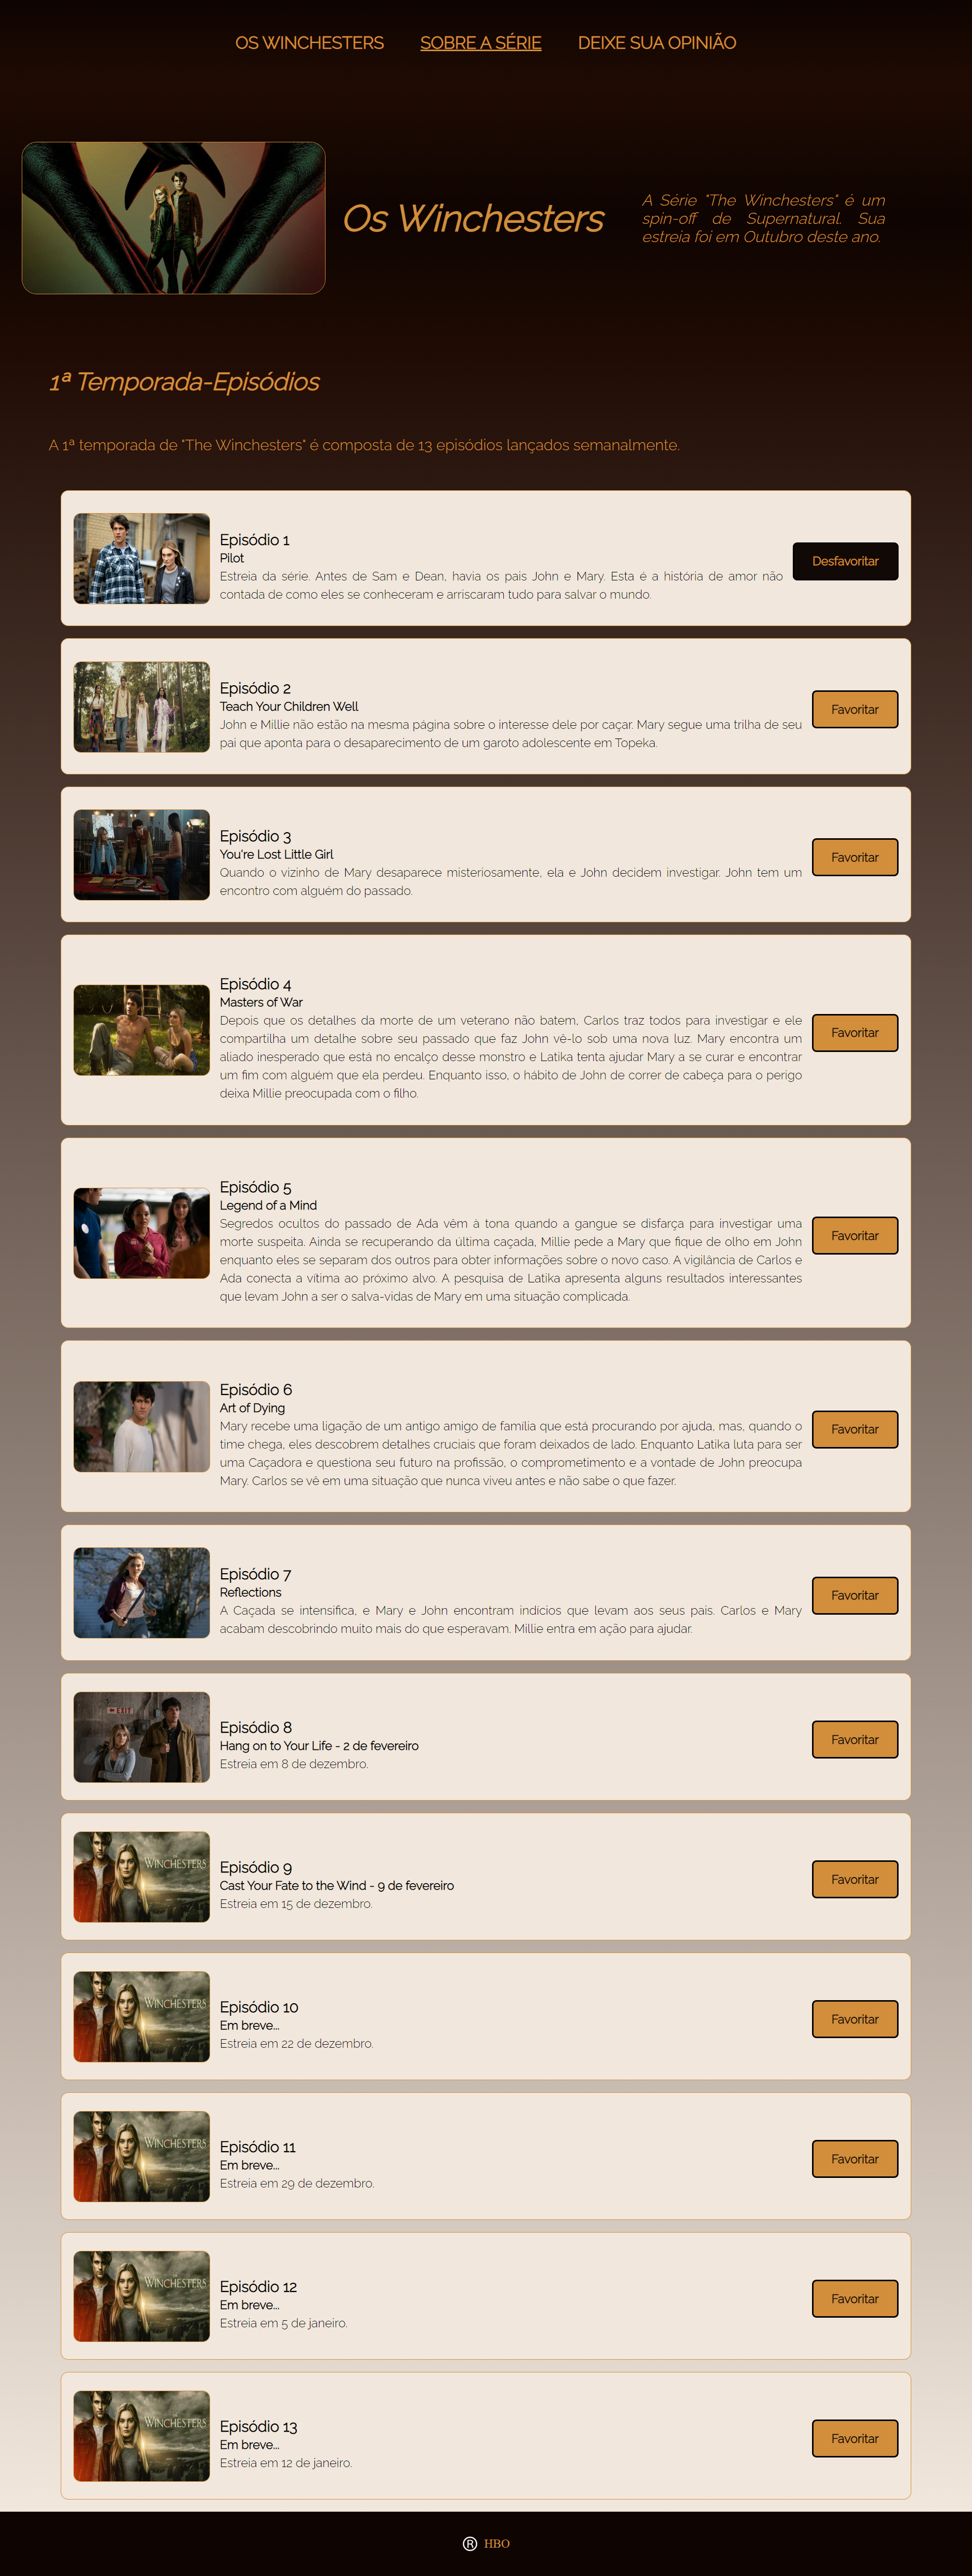 OS WINCHESTERS SOBRE A SÉRIE DEIXE SUA OPINIÃO
Os Winchesters
A Série "The Winchesters" é um
spin-off de Supernatural. Sua
estreia foi em Outubro deste ano.
1ª Temporada-Episódios
A 1ª temporada de "The Winchesters" é composta de 13 episódios lançados semanalmente.
Episódio 1
Pilot
Estreia da série. Antes de Sam e Dean, havia os pais John e Mary. Esta é a história de amor não
contada de como eles se conheceram e arriscaram tudo para salvar o mundo.
Desfavoritar
Episódio 2
Teach Your Children Well
John e Millie não estão na mesma página sobre o interesse dele por caçar. Mary segue uma trilha de seu
pai que aponta para o desaparecimento de um garoto adolescente em Topeka.
Favoritar
Episódio 3
You're Lost Little Girl
Quando o vizinho de Mary desaparece misteriosamente, ela e John decidem investigar. John tem um
encontro com alguém do passado.
Favoritar
Episódio 4
Masters of War
Depois que os detalhes da morte de um veterano não batem, Carlos traz todos para investigar e ele
compartilha um detalhe sobre seu passado que faz John vê-lo sob uma nova luz. Mary encontra um
aliado inesperado que está no encalço desse monstro e Latika tenta ajudar Mary a se curar e encontrar
um fim com alguém que ela perdeu. Enquanto isso, o hábito de John de correr de cabeça para o perigo
deixa Millie preocupada com o filho.
Favoritar
Episódio 5
Legend of a Mind
Segredos ocultos do passado de Ada vêm à tona quando a gangue se disfarça para investigar uma
morte suspeita. Ainda se recuperando da última caçada, Millie pede a Mary que fique de olho em John
enquanto eles se separam dos outros para obter informações sobre o novo caso. A vigilância de Carlos e
Ada conecta a vítima ao próximo alvo. A pesquisa de Latika apresenta alguns resultados interessantes
que levam John a ser o salva-vidas de Mary em uma situação complicada.
Favoritar
Episódio 6
Art of Dying
Mary recebe uma ligação de um antigo amigo de família que está procurando por ajuda, mas, quando o
time chega, eles descobrem detalhes cruciais que foram deixados de lado. Enquanto Latika luta para ser
uma Caçadora e questiona seu futuro na profissão, o comprometimento e a vontade de John preocupa
Mary. Carlos se vê em uma situação que nunca viveu antes e não sabe o que fazer.
Favoritar
Episódio 7
Reflections
A Caçada se intensifica, e Mary e John encontram indícios que levam aos seus pais. Carlos e Mary
acabam descobrindo muito mais do que esperavam. Millie entra em ação para ajudar.
Favoritar
EXIT
Episódio 8
Hang on to Your Life - 2 de fevereiro
Estreia em 8 de dezembro.
Favoritar
WINCHESTERS
Episódio 9
Cast Your Fate to the Wind - 9 de fevereiro
Estreia em 15 de dezembro.
Favoritar
WINCHESTERS
Episódio 10
Em breve...
Estreia em 22 de dezembro.
Favoritar
WINCHESTERS
Episódio 11
Em breve...
Estreia em 29 de dezembro.
Favoritar
WINCHESTERS
Episódio 12
Em breve...
Estreia em 5 de janeiro.
Favoritar
WINCHESTERS
Episódio 13
Em breve...
Estreia em 12 de janeiro.
Favoritar
® HBO